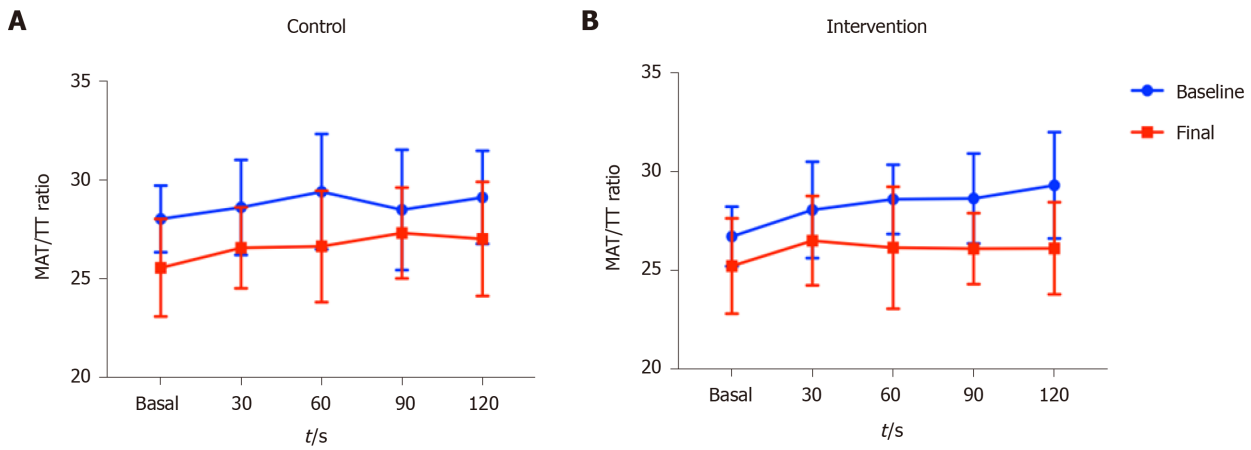 A
Control
MAT/TT ratio
35
30
25
20
Basal 30 60 90 120
t/s
B
Intervention
MAT/TT ratio
35
30
25
20
Basal 30 60 90 120
t/s
Baseline
Final